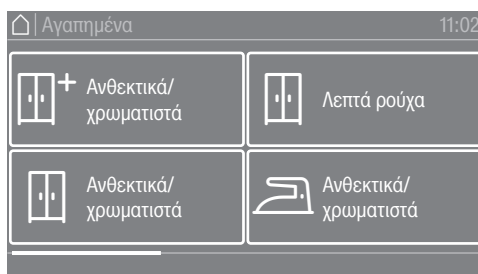 Αγαπημένα 11:02
Ανθεκτικά/
χρωματιστά
Λεπτά ρούχα
Ανθεκτικά/
χρωματιστά
Ανθεκτικά/
χρωματιστά